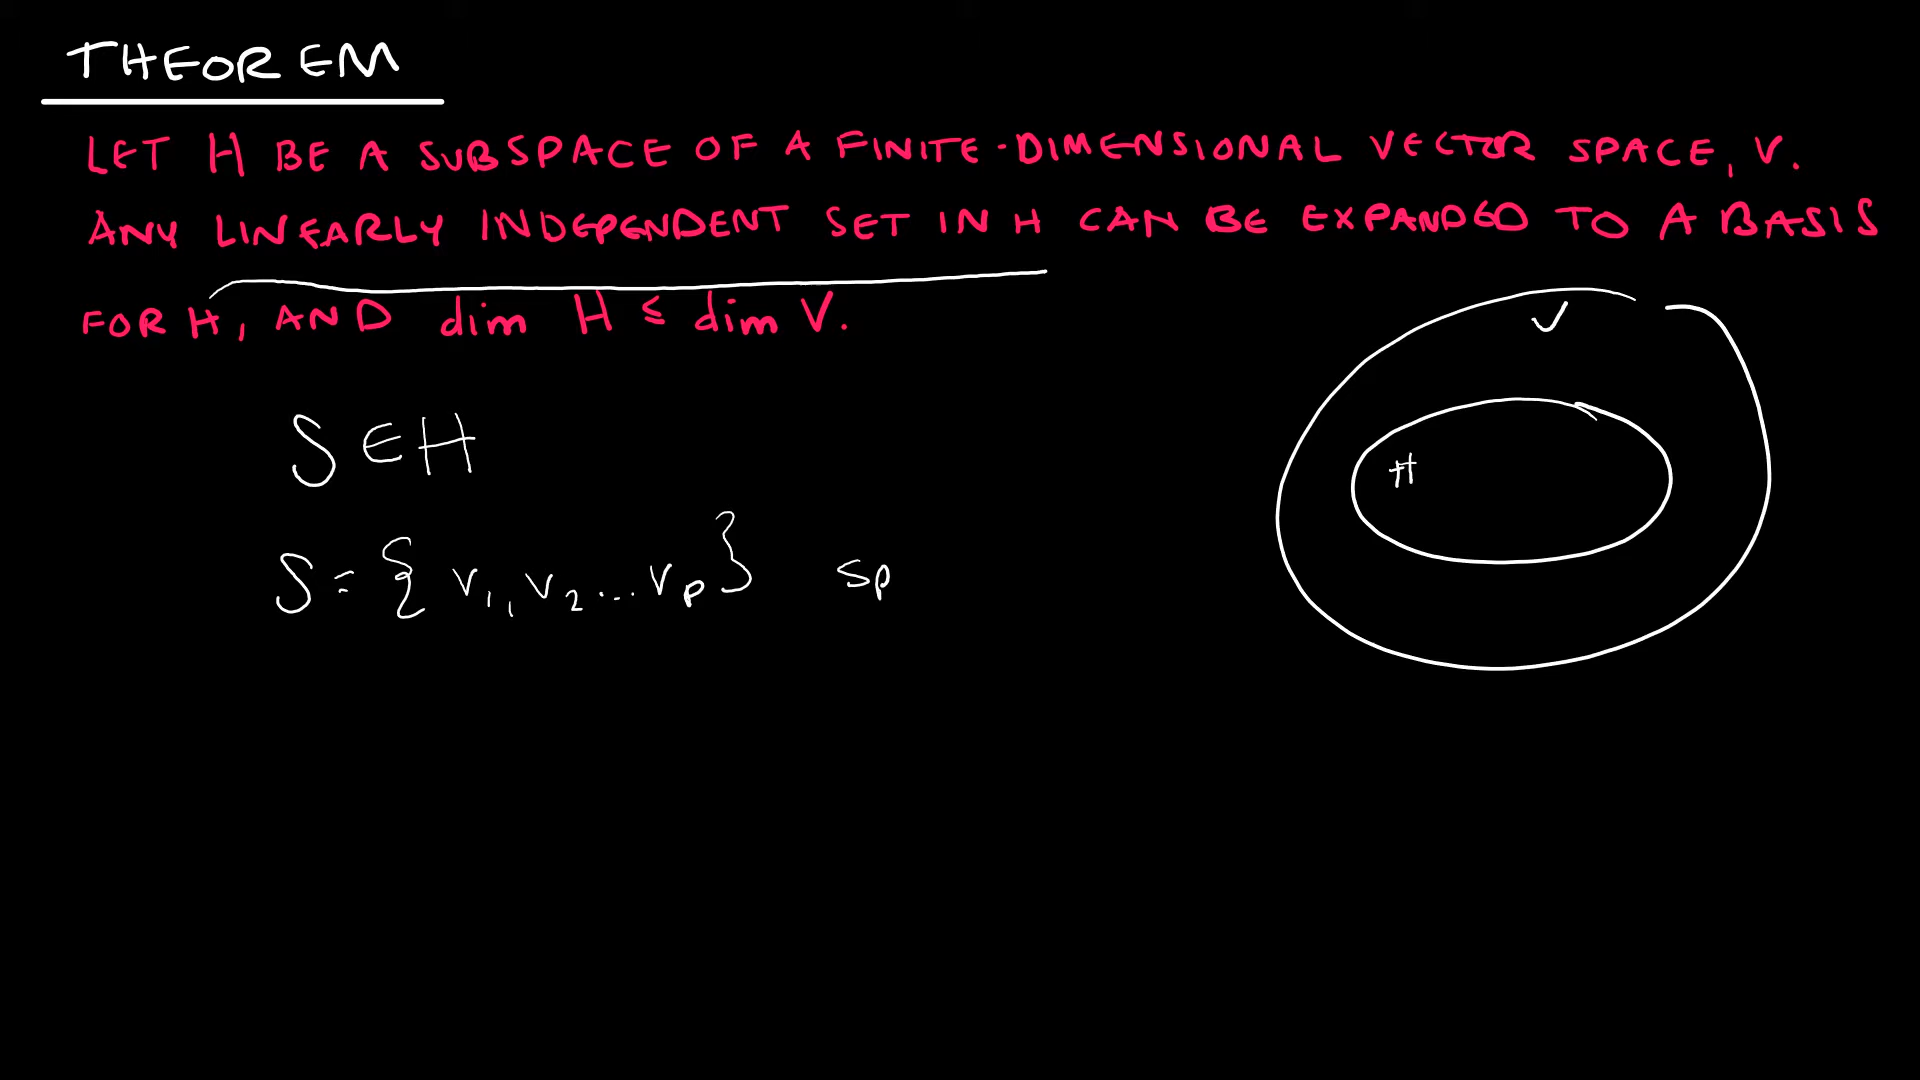 THEOREM
LET H BE A SUBSPACE OF A FINITE-DIMENSIONAL VECTOR SPACE, V.
ANY LINEARLY INDEPENDENT SET IN H CAN BE EXPANDED TO A BASIS
FOR H, AND dim H ≤ dim V.
V
S ∈ H
H
S = { v₁, v₂ ... vₚ } sp